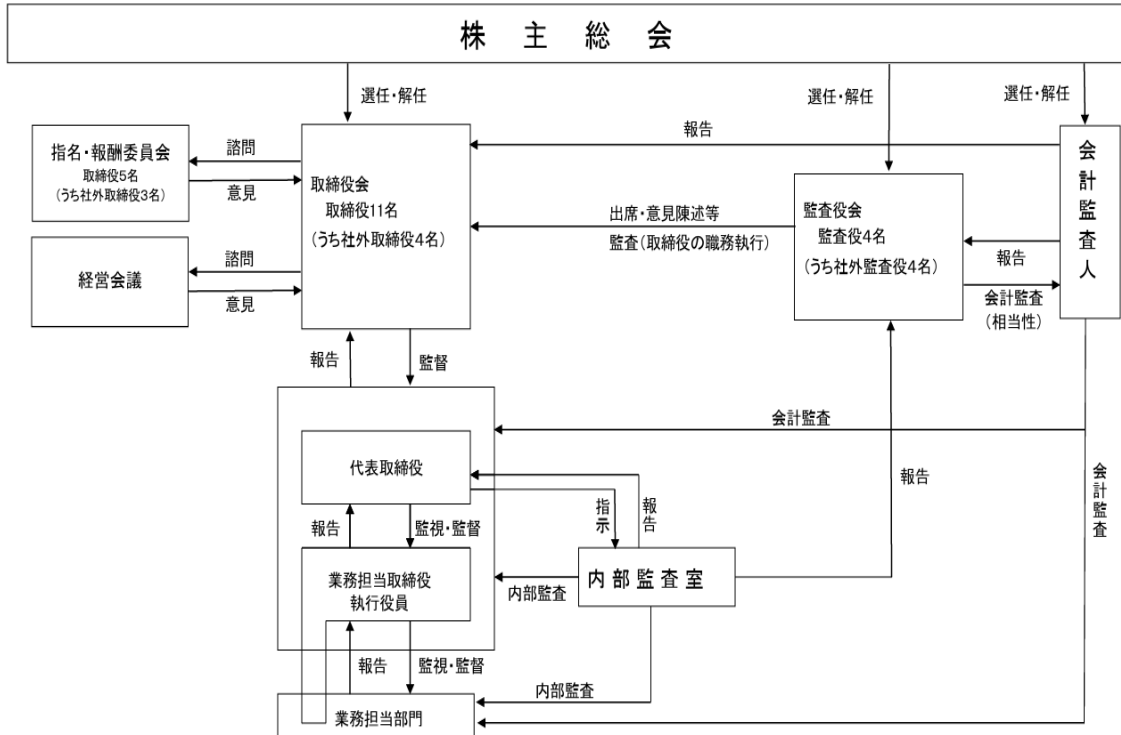 株主総会
選任・解任
選任・解任
選任・解任
指名・報酬委員会
取締役5名
(うち社外取締役3名)
諮問
意見
取締役会
取締役11名
(うち社外取締役4名)
報告
会計監査人
出席・意見陳述等
監査(取締役の職務執行)
監査役会
監査役4名
(うち社外監査役4名)
報告
会計監査
(相当性)
経営会議
諮問
意見
報告
監督
会計監査
代表取締役
報告
会計監査
指示
報告
報告
監視・監督
業務担当取締役
執行役員
内部監査
内部監査室
報告
監視・監督
内部監査
業務担当部門